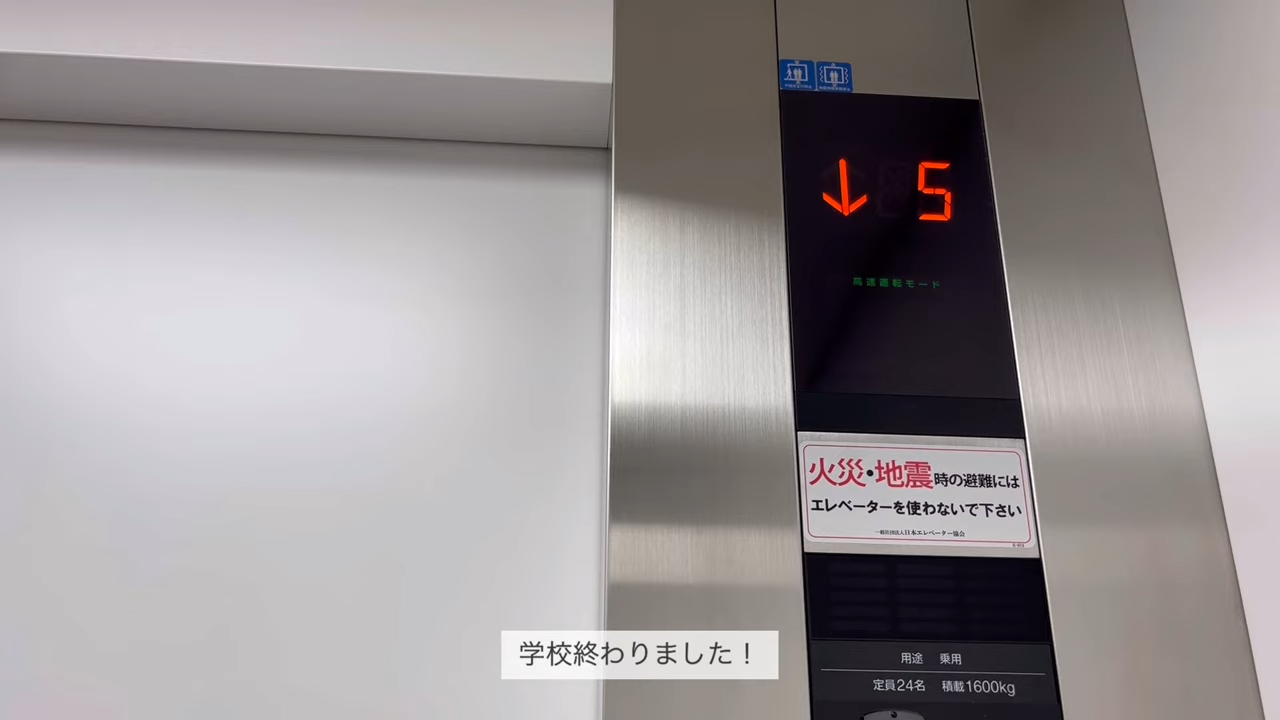 ↓ 5
高速運転モード
火災・地震時の避難には
エレベーターを使わないで下さい
一般社団法人日本エレベーター協会
用途 乗用
定員24名 積載1600kg
学校終わりました！